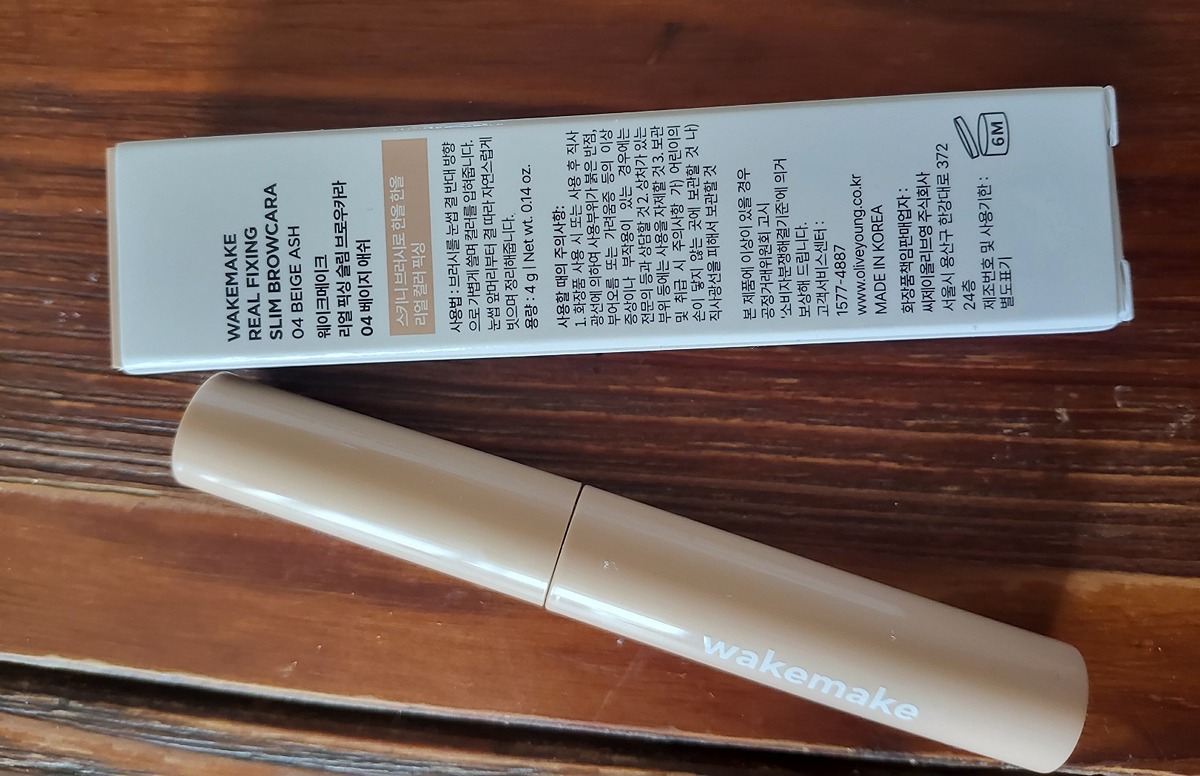 WAKEMAKE
REAL FIXING
SLIM BROWCARA
04 BEIGE ASH
웨이크메이크
리얼 픽싱 슬림 브로우카라
04 베이지 애쉬
스키니 브러시로 한올 한올
리얼 컬러 픽싱
사용법 : 브러시를 눈썹 결 반대 방향
으로 가볍게 쓸며 컬러를 입혀줍니다.
눈썹 앞머리부터 결 따라 자연스럽게
빗으며 정리해줍니다.
용량 : 4 g | Net wt. 0.14 oz.
사용할 때의 주의사항:
1. 화장품 사용 시 또는 사용 후 직사
광선에 의하여 사용부위가 붉은 반점,
부어오름 또는 가려움증 등의 이상
증상이나 부작용이 있는 경우에는
전문의 등과 상담할 것 2. 상처가 있는
부위 등에는 사용을 자제할 것 3. 보관
및 취급 시 주의사항 가) 어린이의
손이 닿지 않는 곳에 보관할 것 나)
직사광선을 피해서 보관할 것
본 제품에 이상이 있을 경우
공정거래위원회 고시
'소비자분쟁해결기준'에 의거
보상해 드립니다.
고객서비스센터 :
1577-4887
www.oliveyoung.co.kr
MADE IN KOREA
화장품책임판매업자 :
씨제이올리브영 주식회사
서울시 용산구 한강대로 372
24층
제조번호 및 사용기한 :
별도표기
6M
wakemake